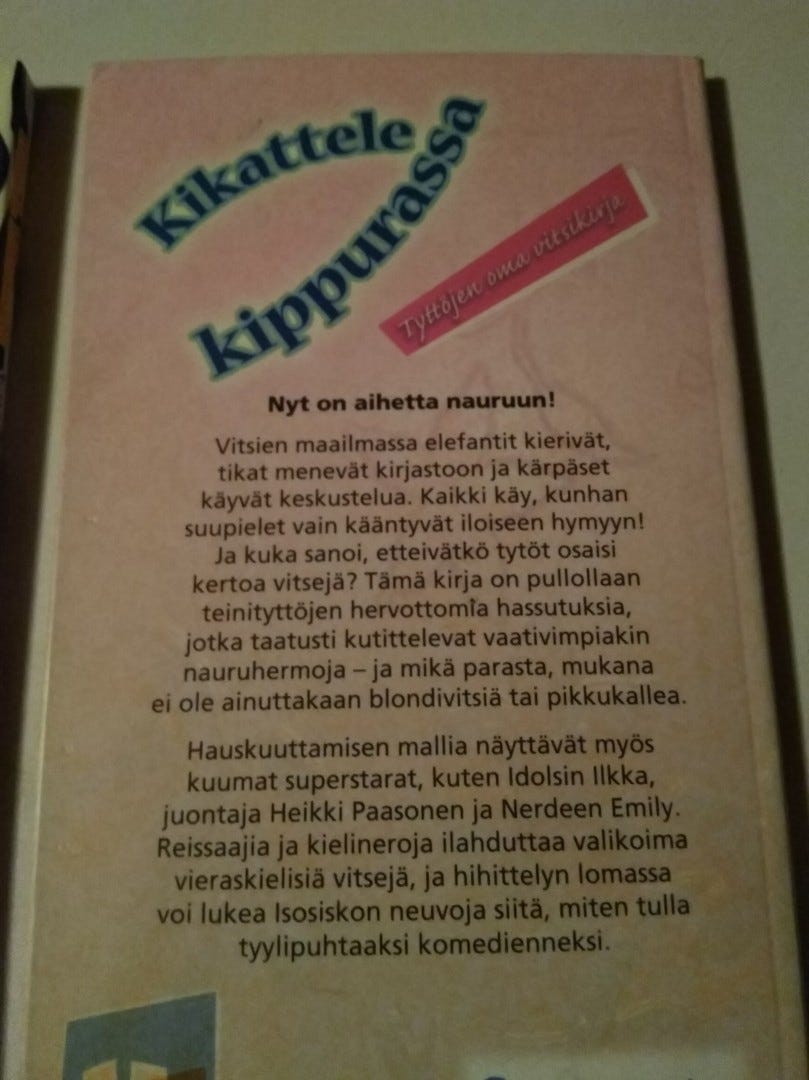 Kikattele
kippurassa
Tyttöjen oma vitsikirja
Nyt on aihetta nauruun!
Vitsien maailmassa elefantit kierivät,
tikat menevät kirjastoon ja kärpäset
käyvät keskustelua. Kaikki käy, kunhan
suupielet vain kääntyvät iloiseen hymyyn!
Ja kuka sanoi, etteivätkö tytöt osaisi
kertoa vitsejä? Tämä kirja on pullollaan
teinityttöjen hervottomia hassutuksia,
jotka taatusti kutittelevat vaativimpiakin
nauruhermoja – ja mikä parasta, mukana
ei ole ainuttakaan blondivitsiä tai pikkukallea.
Hauskuuttamisen mallia näyttävät myös
kuumat superstarat, kuten Idolsin Ilkka,
juontaja Heikki Paasonen ja Nerdeen Emily.
Reissaajia ja kielineroja ilahduttaa valikoima
vieraskielisiä vitsejä, ja hihittelyn lomassa
voi lukea Isosiskon neuvoja siitä, miten tulla
tyylipuhtaaksi komedienneksi.